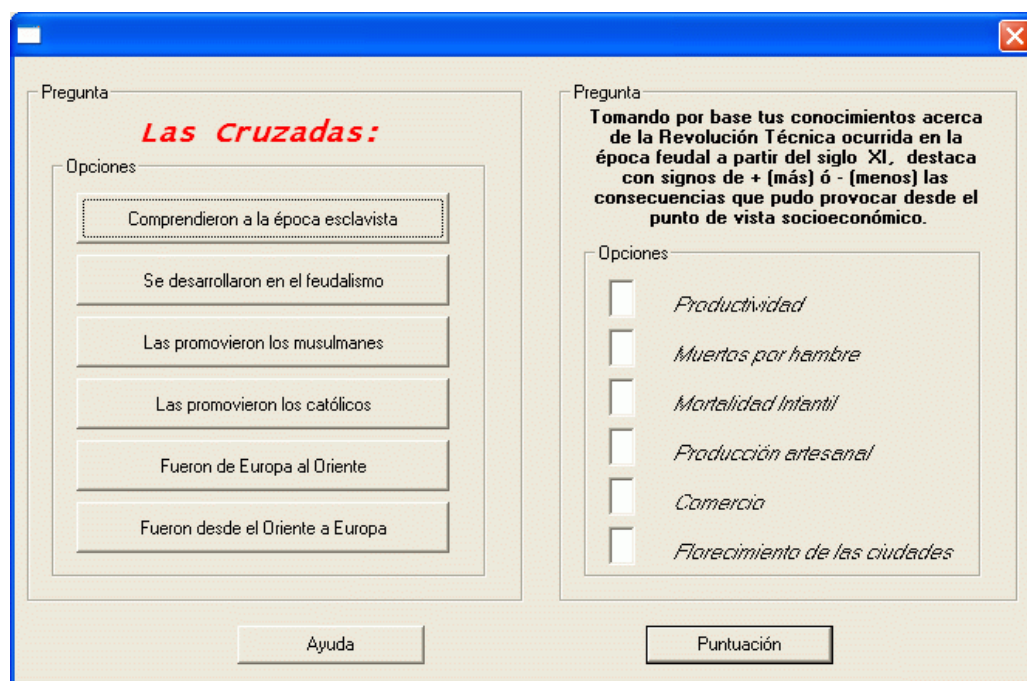 Pregunta
Las Cruzadas:
Opciones
Comprendieron a la época esclavista
Se desarrollaron en el feudalismo
Las promovieron los musulmanes
Las promovieron los católicos
Fueron de Europa al Oriente
Fueron desde el Oriente a Europa
Pregunta
Tomando por base tus conocimientos acerca
de la Revolución Técnica ocurrida en la
época feudal a partir del siglo XI, destaca
con signos de + (más) ó - (menos) las
consecuencias que pudo provocar desde el
punto de vista socioeconómico.
Opciones
Productividad
Muertos por hambre
Mortalidad Infantil
Producción artesanal
Comercio
Florecimiento de las ciudades
Ayuda
Puntuación